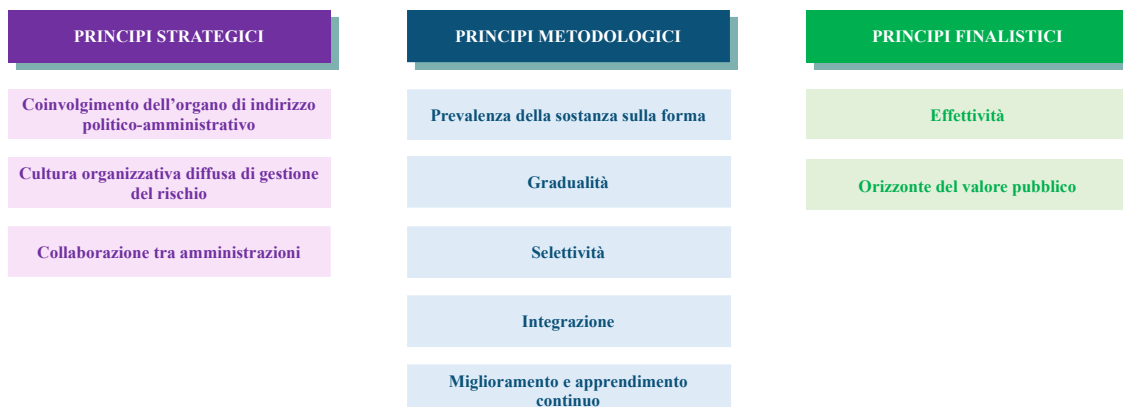 PRINCIPI STRATEGICI
Coinvolgimento dell’organo di indirizzo
politico-amministrativo
Cultura organizzativa diffusa di gestione
del rischio
Collaborazione tra amministrazioni
PRINCIPI METODOLOGICI
Prevalenza della sostanza sulla forma
Gradualità
Selettività
Integrazione
Miglioramento e apprendimento
continuo
PRINCIPI FINALISTICI
Effettività
Orizzonte del valore pubblico